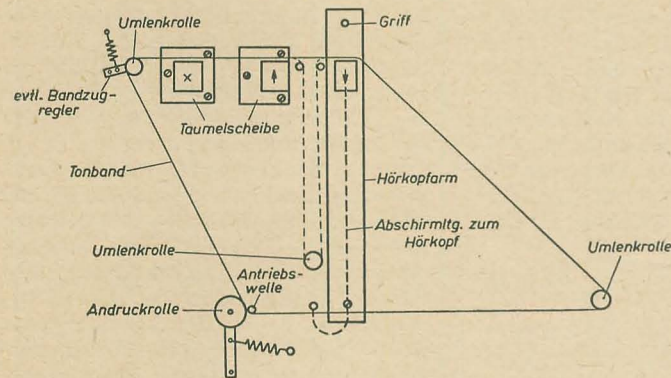 Umlenkrolle
Griff
evtl. Bandzug-
regler
Taumelscheibe
Tonband
Hörkopfarm
Abschirmltg. zum
Hörkopf
Umlenkrolle
Umlenkrolle
Antriebs-
welle
Andruckrolle